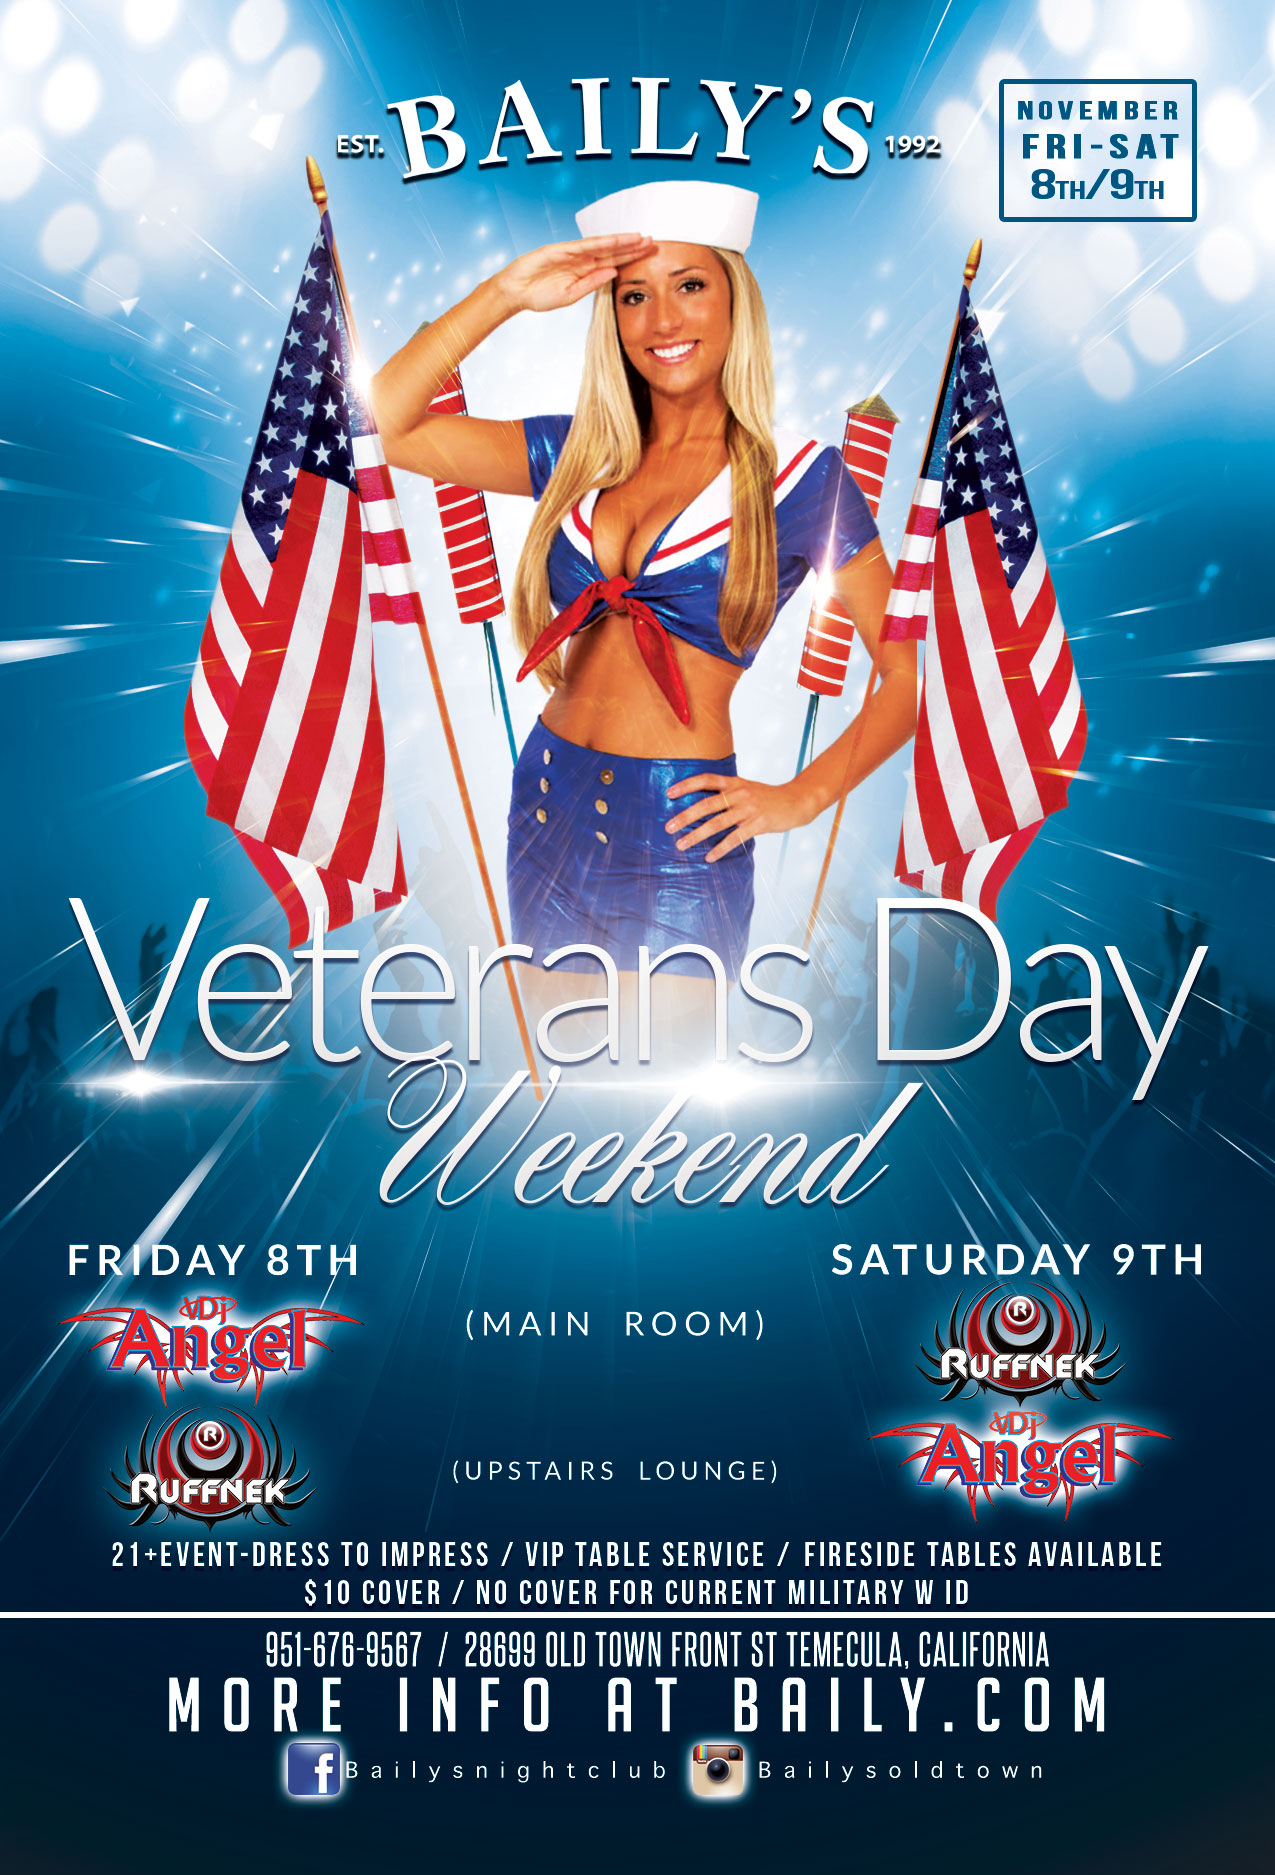 EST. BAILY'S 1992
NOVEMBER
FRI-SAT
8TH/9TH
Veterans Day
Weekend
FRIDAY 8TH
VDj
Angel
R
RUFFNEK
(MAIN ROOM)
(UPSTAIRS LOUNGE)
SATURDAY 9TH
R
RUFFNEK
VDj
Angel
21+EVENT-DRESS TO IMPRESS / VIP TABLE SERVICE / FIRESIDE TABLES AVAILABLE
$10 COVER / NO COVER FOR CURRENT MILITARY W ID
951-676-9567 / 28699 OLD TOWN FRONT ST TEMECULA, CALIFORNIA
MORE INFO AT BAILY.COM
f Bailysnightclub Bailysoldtown